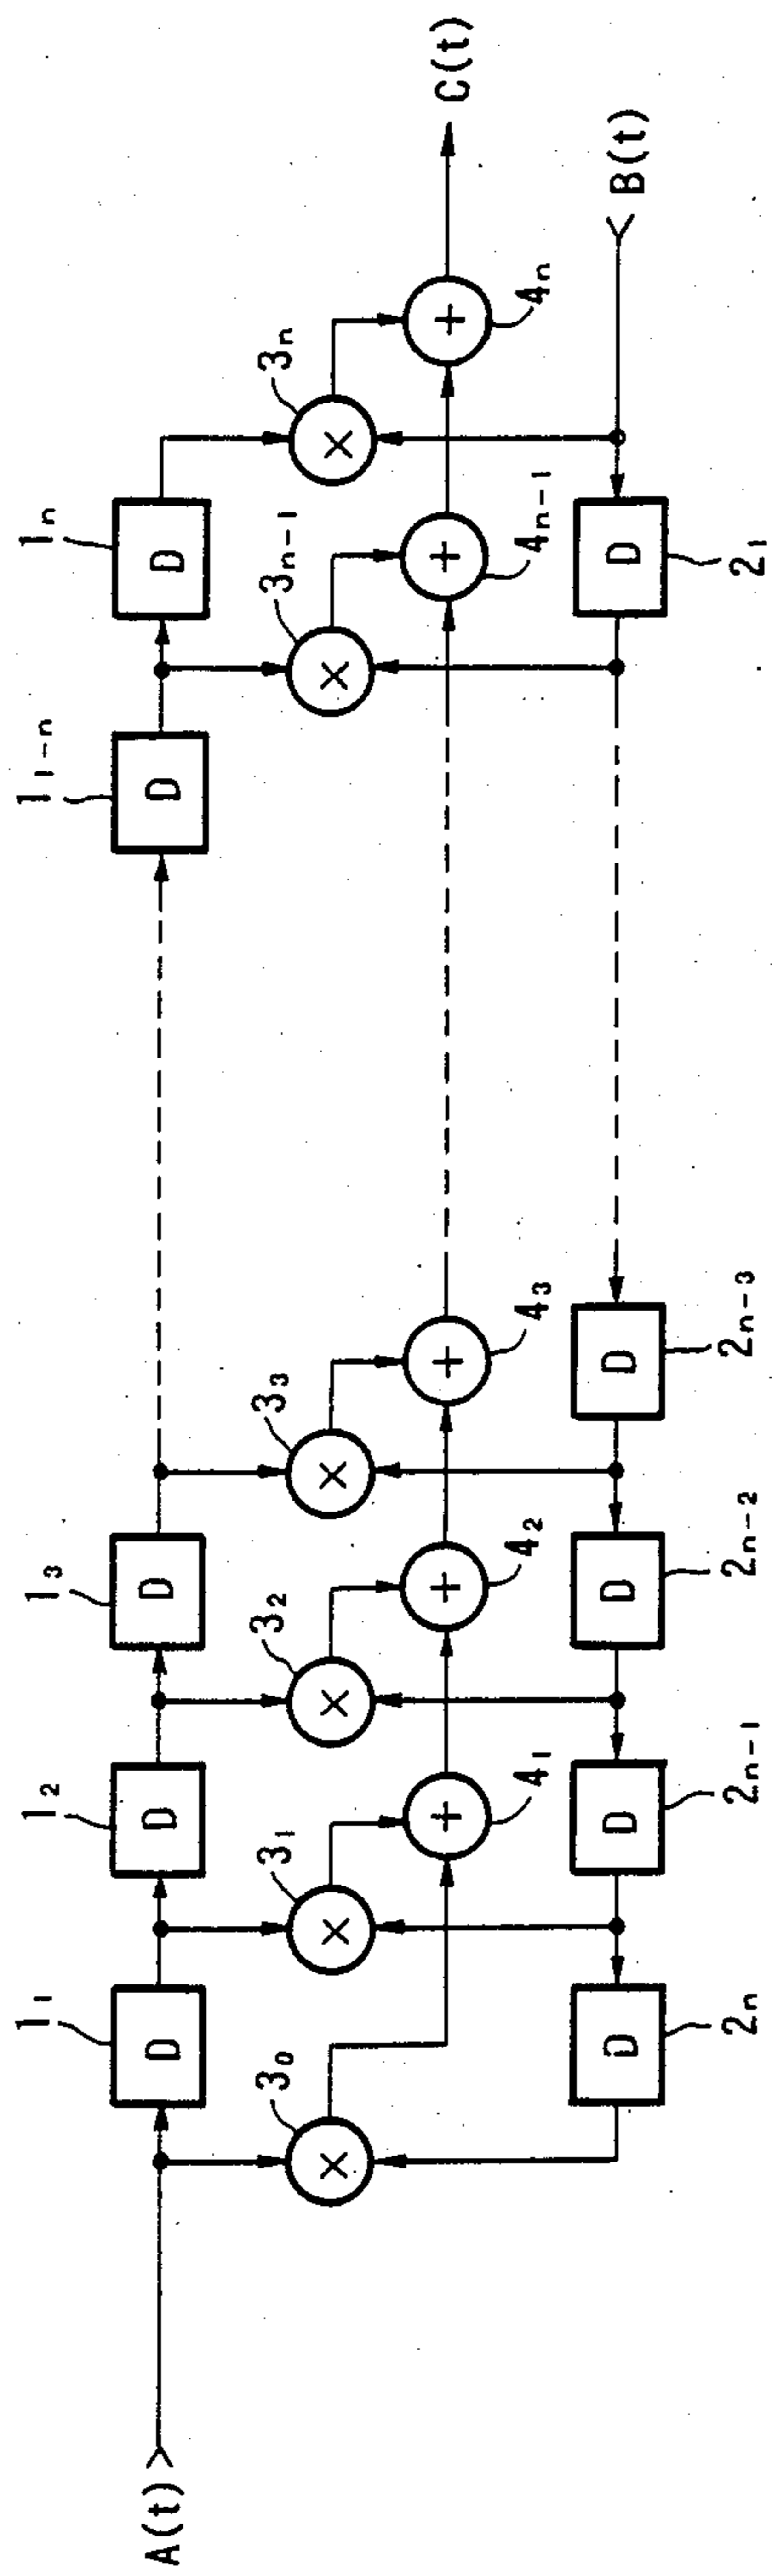 1₁ 1₂ 1₃ 1₁₋ₙ 1ₙ
A(t) D D D D D
3₀ 3₁ 3₂ 3₃ 3ₙ₋₁ 3ₙ
× × × × × ×
+ + + + + C(t)
4₁ 4₂ 4₃ 4ₙ₋₁ 4ₙ
D D D D D B(t)
2ₙ 2ₙ₋₁ 2ₙ₋₂ 2ₙ₋₃ 2₁